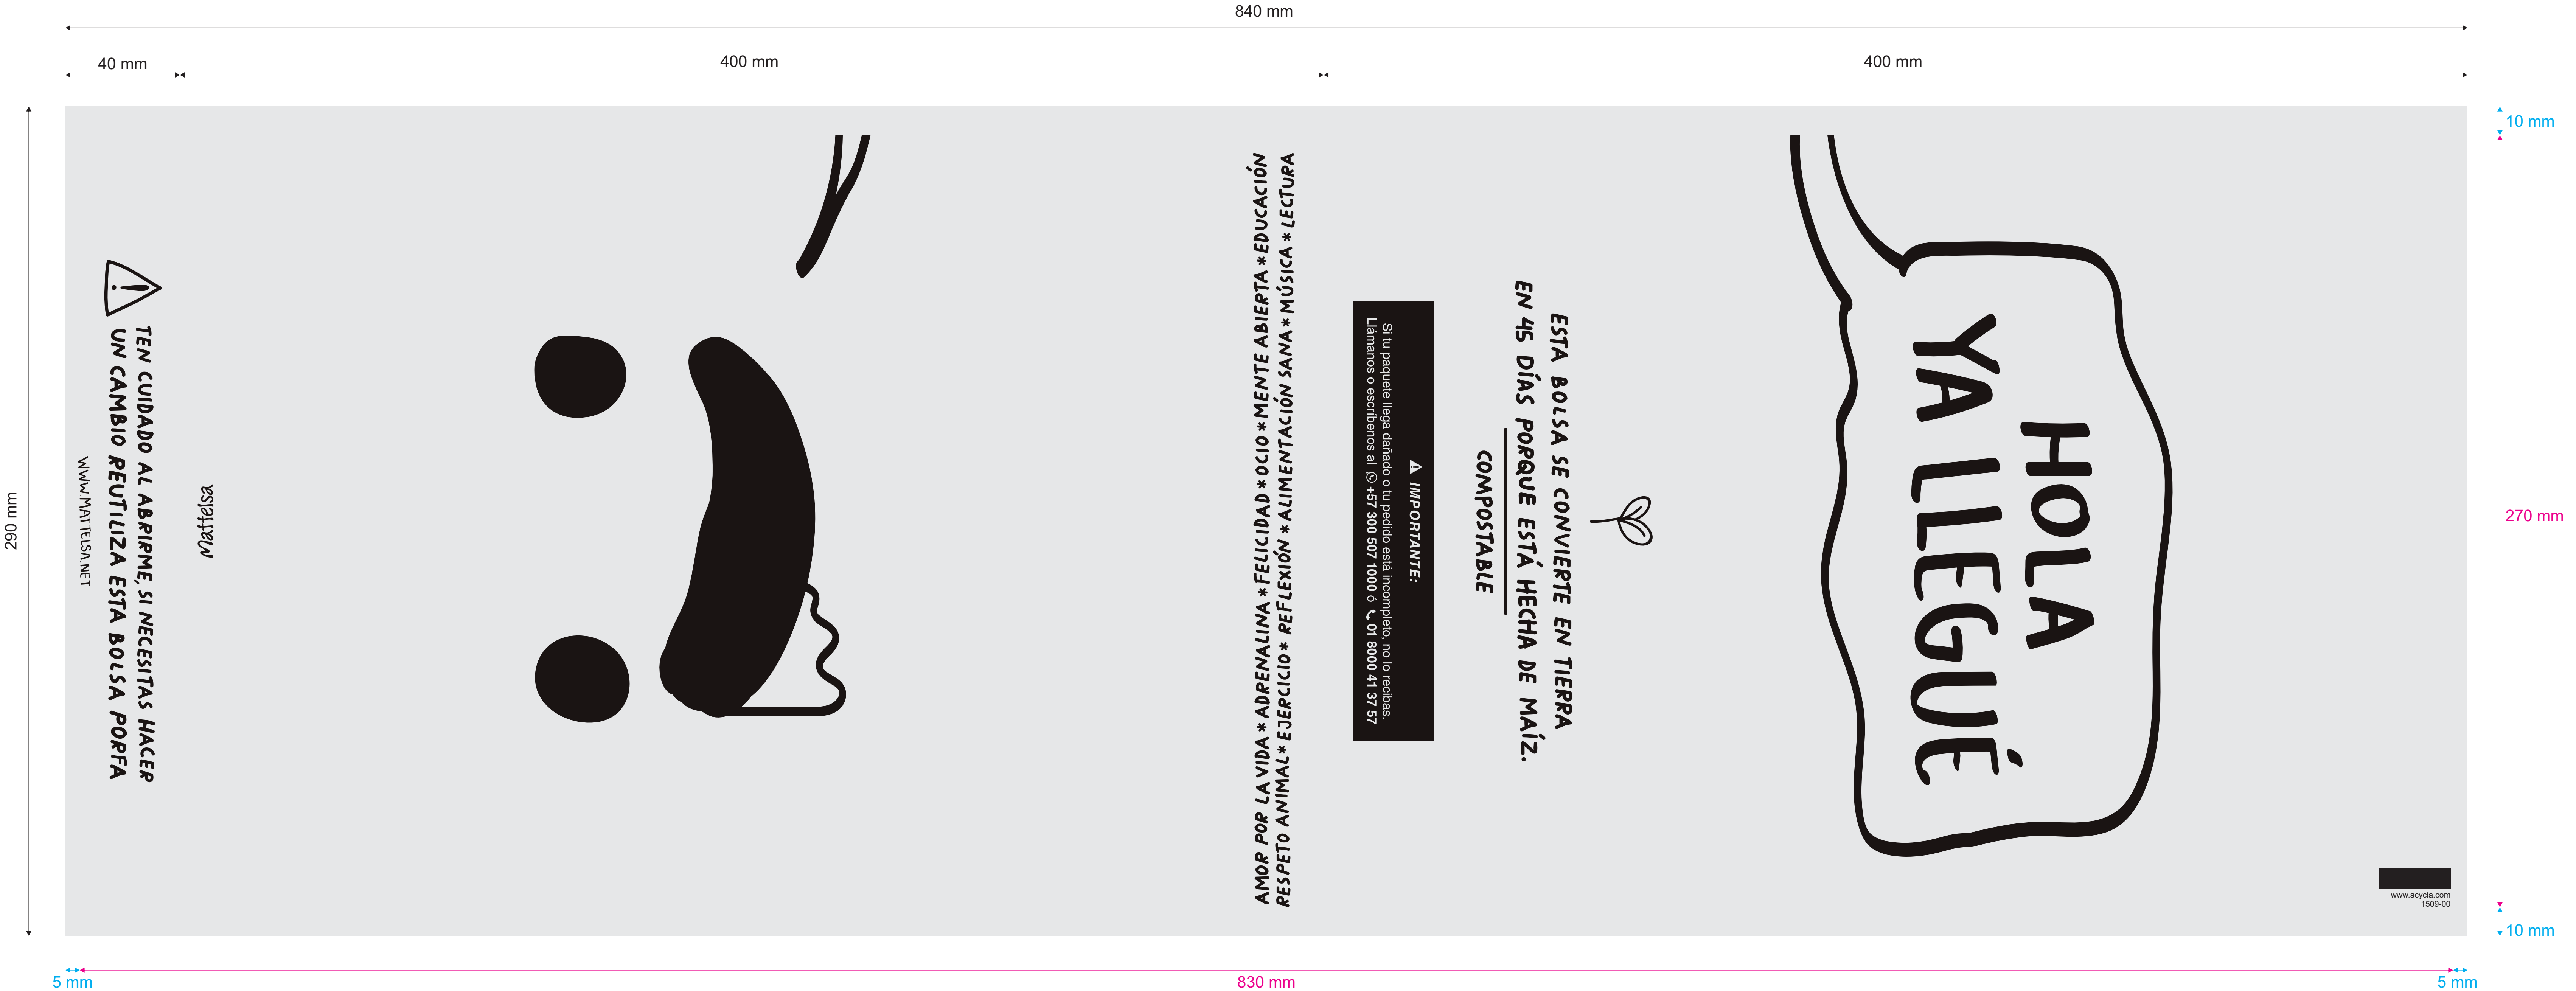 840 mm
40 mm
400 mm
400 mm
290 mm
10 mm
270 mm
10 mm
5 mm
830 mm
5 mm
TEN CUIDADO AL ABRIRME, SI NECESITAS HACER
UN CAMBIO REUTILIZA ESTA BOLSA PORFA
WWW.MATTELSA.NET
Mattelsa
RESPETO ANIMAL * EJERCICIO * REFLEXIÓN * ALIMENTACIÓN SANA * MÚSICA * LECTURA
AMOR POR LA VIDA * ADRENALINA * FELICIDAD * OCIO * MENTE ABIERTA * EDUCACIÓN
ESTA BOLSA SE CONVIERTE EN TIERRA
EN 45 DÍAS PORQUE ESTÁ HECHA DE MAÍZ.
COMPOSTABLE
IMPORTANTE:
Si tu paquete llega dañado o tu pedido está incompleto, no lo recibas.
Llámanos o escríbenos al +57 300 507 1000 ó 01 8000 41 37 57
HOLA
YA LLEGUÉ
www.acycia.com
1509-00